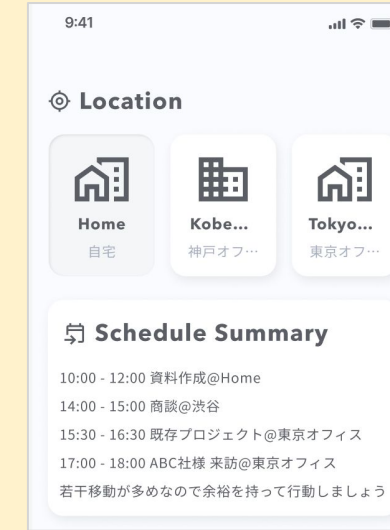 9:41
Location
Home
Kobe...
Tokyo...
自宅
神戸オフ…
東京オフ…
Schedule Summary
10:00 - 12:00 資料作成@Home
14:00 - 15:00 商談@渋谷
15:30 - 16:30 既存プロジェクト@東京オフィス
17:00 - 18:00 ABC社様 来訪@東京オフィス
若干移動が多めなので余裕を持って行動しましょう